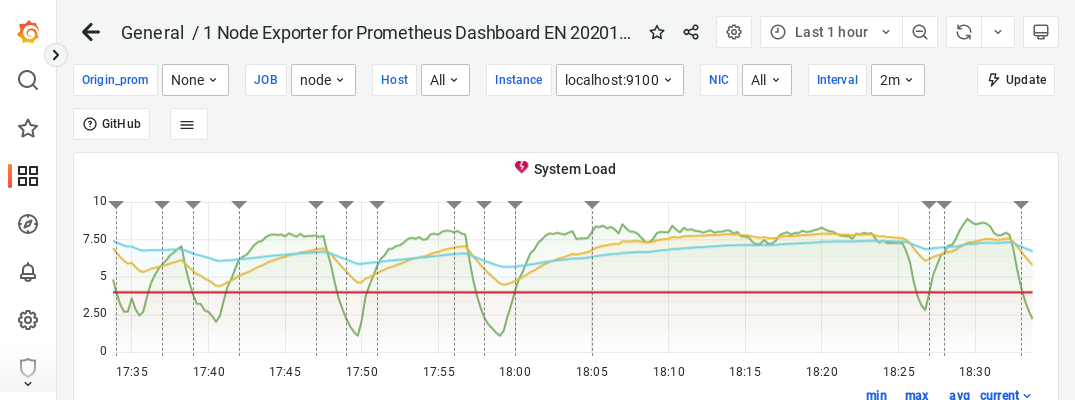 General / 1 Node Exporter for Prometheus Dashboard EN 20201... Last 1 hour
Origin_prom None JOB node Host All Instance localhost:9100 NIC All Interval 2m Update
GitHub
System Load
10
7.50
5
2.50
0
17:35 17:40 17:45 17:50 17:55 18:00 18:05 18:10 18:15 18:20 18:25 18:30
min max avg current